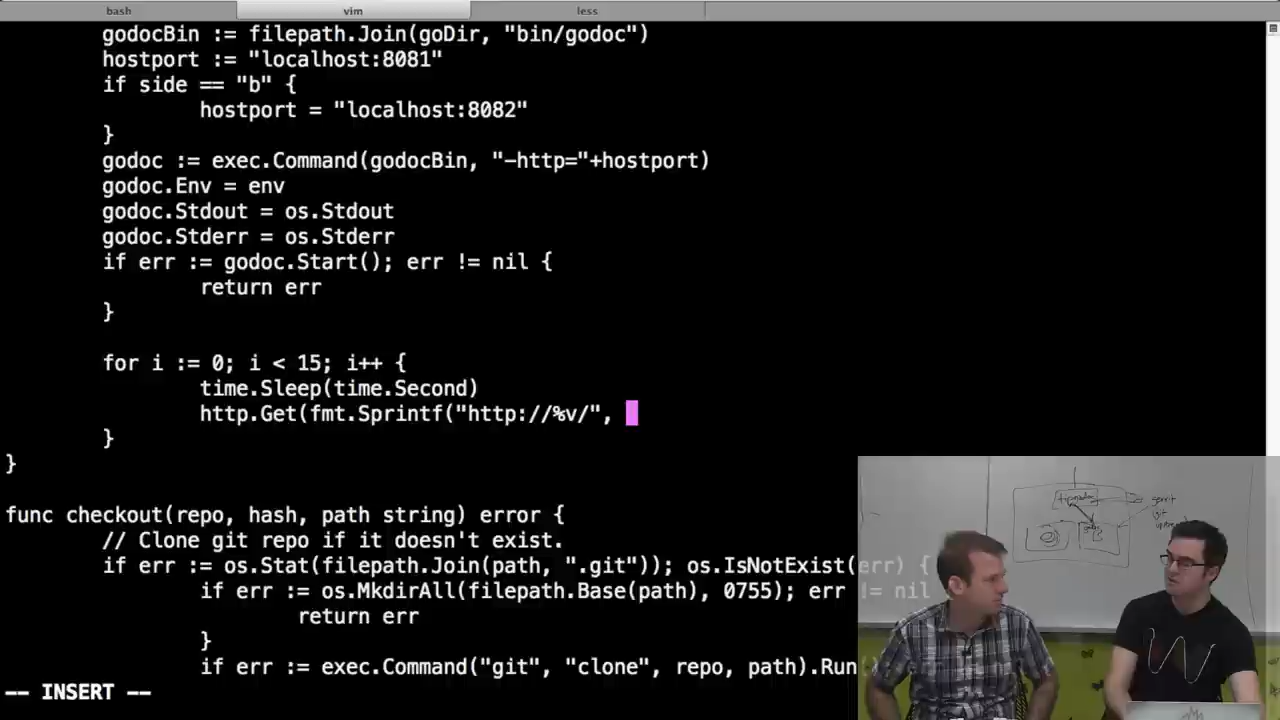 bash vim less
godocBin := filepath.Join(goDir, "bin/godoc")
hostport := "localhost:8081"
if side == "b" {
hostport = "localhost:8082"
}
godoc := exec.Command(godocBin, "-http="+hostport)
godoc.Env = env
godoc.Stdout = os.Stdout
godoc.Stderr = os.Stderr
if err := godoc.Start(); err != nil {
return err
}
for i := 0; i < 15; i++ {
time.Sleep(time.Second)
http.Get(fmt.Sprintf("http://%v/",
}
}
func checkout(repo, hash, path string) error {
// Clone git repo if it doesn't exist.
if err := os.Stat(filepath.Join(path, ".git")); os.IsNotExist(err) {
if err := os.MkdirAll(filepath.Base(path), 0755); err != nil
return err
}
if err := exec.Command("git", "clone", repo, path).Run()
-- INSERT --
git